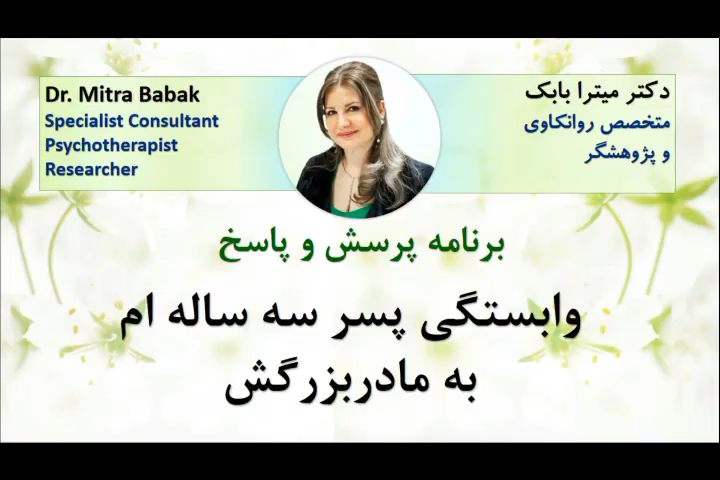 Dr. Mitra Babak
Specialist Consultant
Psychotherapist
Researcher
دکتر میترا بابک
متخصص روانکاوی
و پژوهشگر
برنامه پرسش و پاسخ
وابستگی پسر سه ساله ام
به مادربزرگش